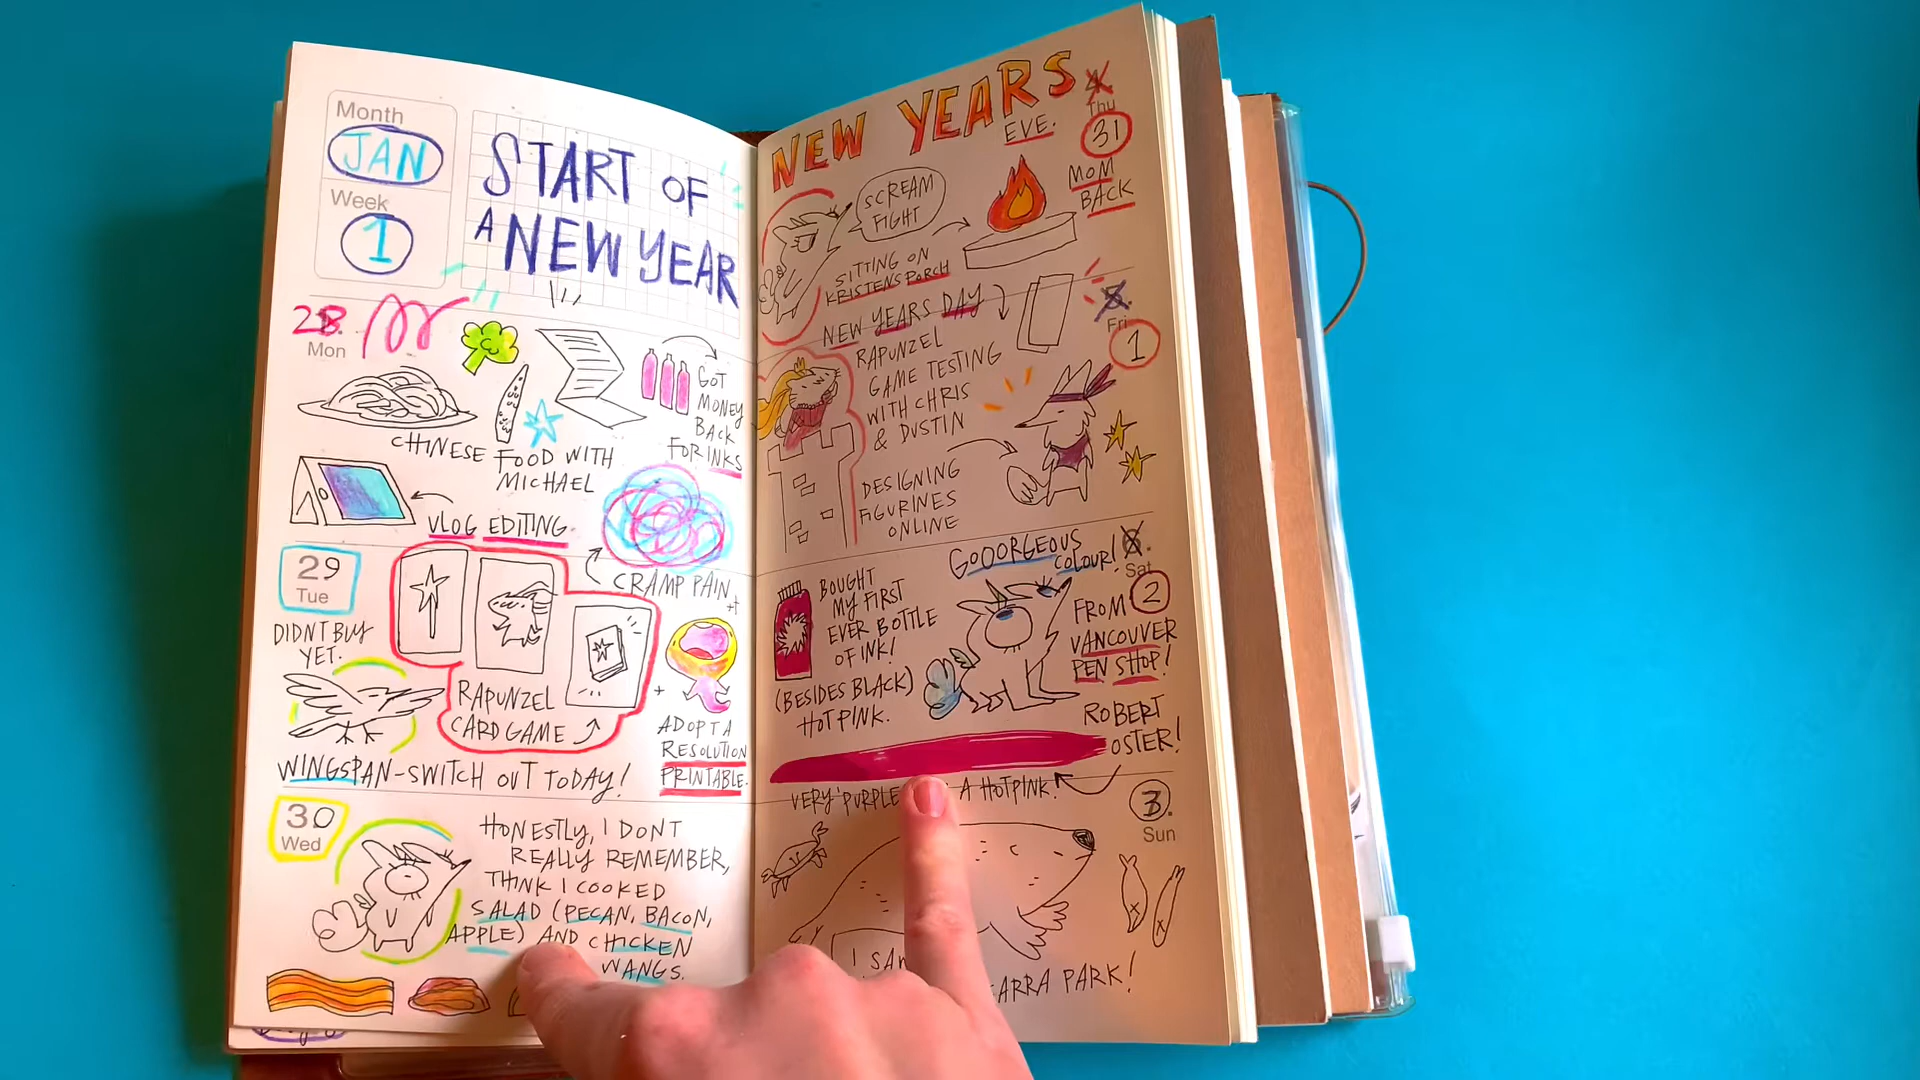 Month
JAN
Week
1
START OF
A NEW YEAR
28.
Mon
GOT
MONEY
BACK
FOR INKS
CHINESE FOOD WITH
MICHAEL
VLOG EDITING.
CRAMP PAIN
29
Tue
DIDNT BUY
YET.
RAPUNZEL
CARD GAME
WINGSPAN-SWITCH OUT TODAY!
+
ADOPT A
RESOLUTION
PRINTABLE.
30
Wed
HONESTLY, I DONT
REALLY REMEMBER,
THINK I COOKED
SALAD (PECAN, BACON,
APPLE) AND CHICKEN
WANGS.
NEW YEARS
EVE.
Thu
31
MOM
BACK
SCREAM
FIGHT
SITTING ON
KRISTENS PORCH
NEW YEARS DAY
Fri
1
RAPUNZEL
GAME TESTING
WITH CHRIS
& DUSTIN
DESIGNING
FIGURINES
ONLINE
GOOORGEOUS
COLOUR!
Sat
2
BOUGHT
MY FIRST
EVER BOTTLE
OF INK!
(BESIDES BLACK)
HOT PINK.
FROM
VANCOUVER
PEN SHOP!
ROBERT
OSTER!
VERY 'PURPLE A HOTPINK.
3.
Sun
I
ARRA PARK!